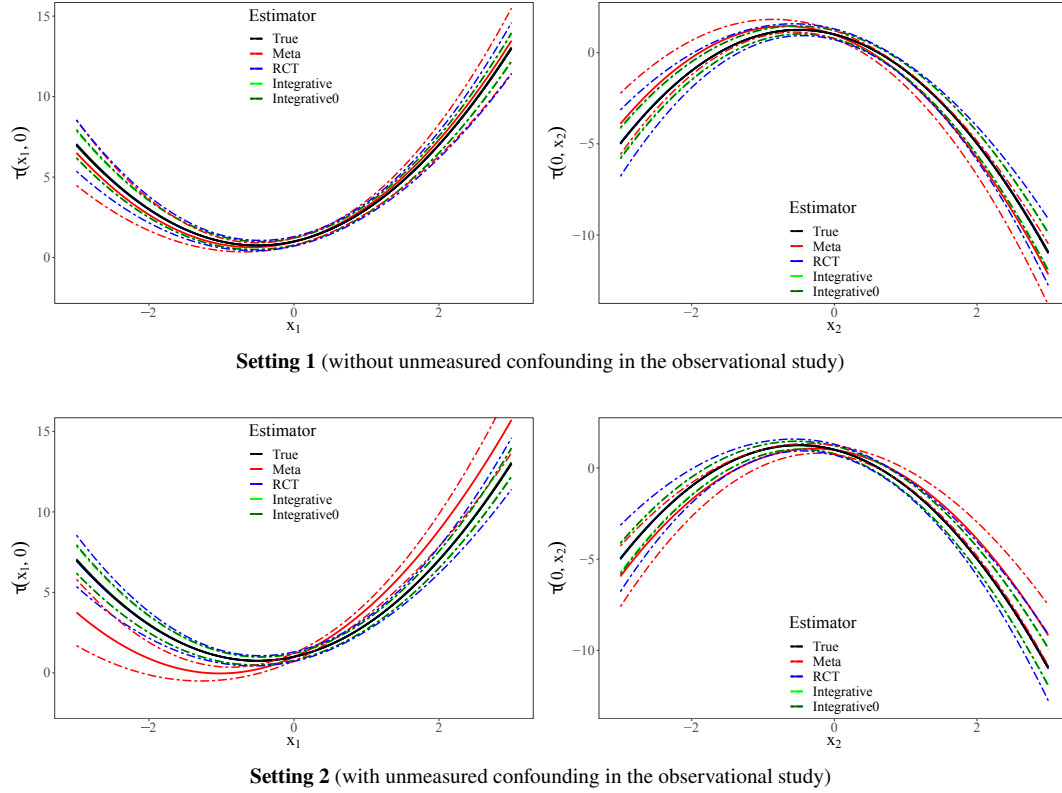 15
10
5
0
τ(x₁, 0)
Estimator
True
Meta
RCT
Integrative
Integrative0
−2
0
2
x₁
0
−5
−10
τ(0, x₂)
Estimator
True
Meta
RCT
Integrative
Integrative0
−2
0
2
x₂
Setting 1 (without unmeasured confounding in the observational study)
15
10
5
0
τ(x₁, 0)
Estimator
True
Meta
RCT
Integrative
Integrative0
−2
0
2
x₁
0
−5
−10
τ(0, x₂)
Estimator
True
Meta
RCT
Integrative
Integrative0
−2
0
2
x₂
Setting 2 (with unmeasured confounding in the observational study)